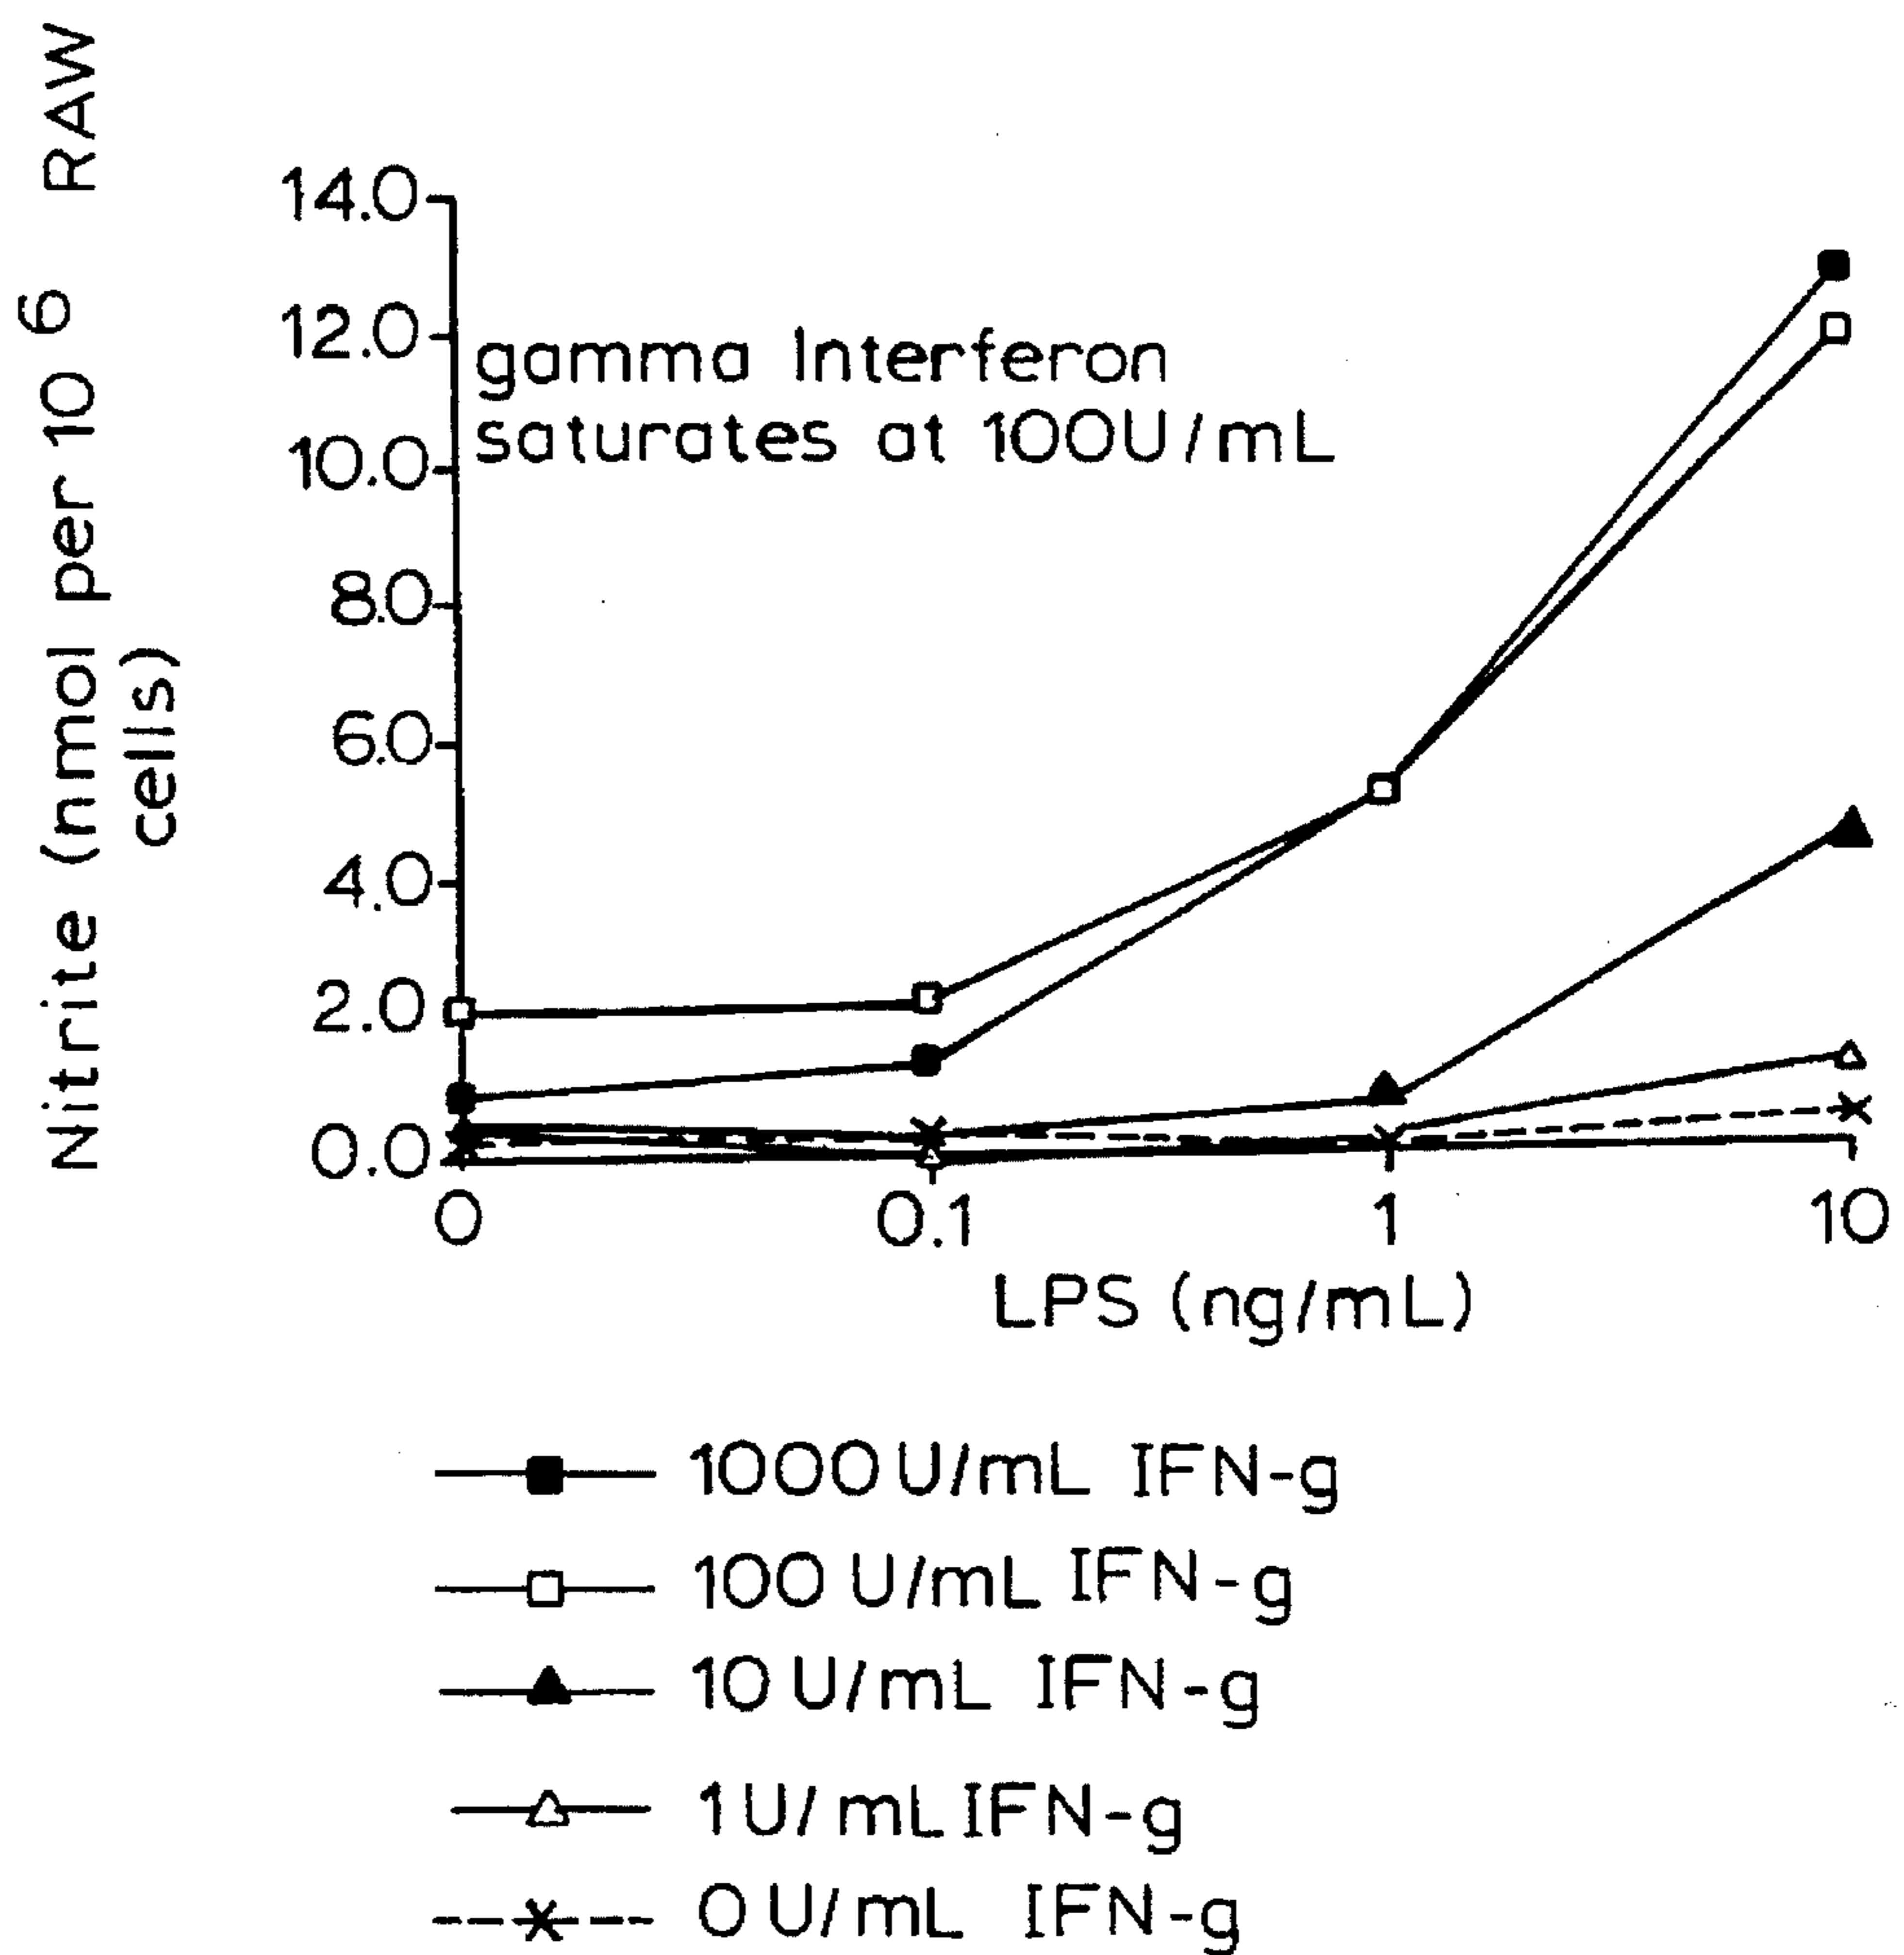 Nitrite (nmol per 10 6 RAW
cells)
14.0
12.0
10.0
8.0
6.0
4.0
2.0
0.0
gamma Interferon
saturates at 100U/mL
0 0.1 1 10
LPS (ng/mL)
1000U/mL IFN-g
100 U/mL IFN-g
10 U/mL IFN-g
1U/mL IFN-g
0 U/mL IFN-g